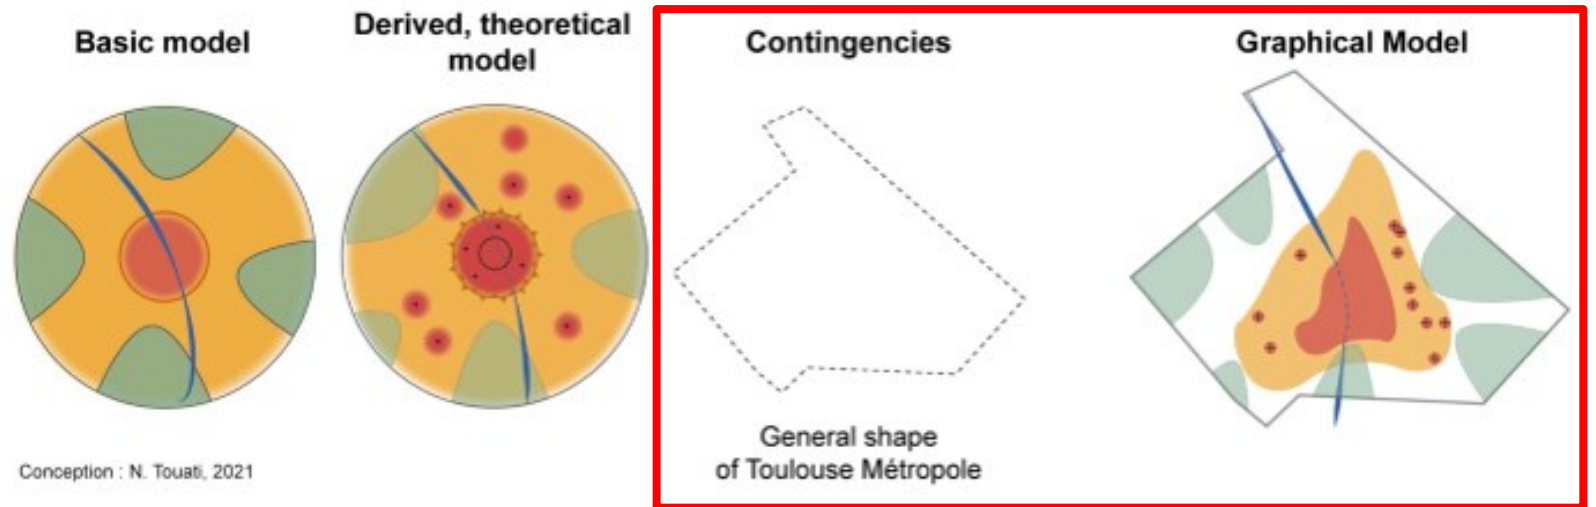 Basic model
Derived, theoretical
model
Contingencies
Graphical Model
General shape
of Toulouse Métropole
Conception : N. Touati, 2021